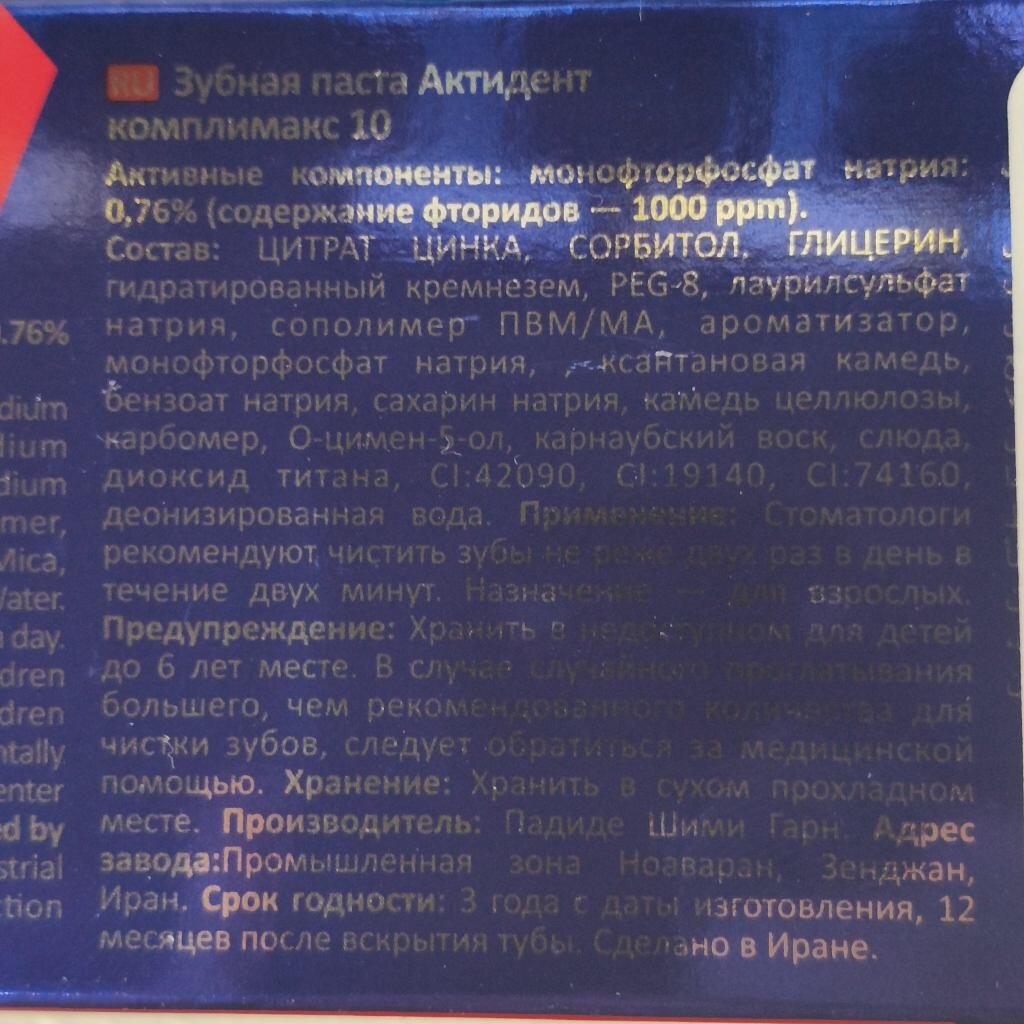 RU Зубная паста Актидент
комплимакс 10
Активные компоненты: монофторфосфат натрия:
0,76% (содержание фторидов — 1000 ppm).
Состав: ЦИТРАТ ЦИНКА, СОРБИТОЛ, ГЛИЦЕРИН,
гидратированный кремнезем, PEG-8, лаурилсульфат
натрия, сополимер ПВМ/МА, ароматизатор,
монофторфосфат натрия, , ксантановая камедь,
бензоат натрия, сахарин натрия, камедь целлюлозы,
карбомер, О-цимен-5-ол, карнаубский воск, слюда,
диоксид титана, CI:42090, CI:19140, CI:74160,
деонизированная вода. Применение: Стоматологи
рекомендуют чистить зубы не реже двух раз в день в
течение двух минут. Назначение — для взрослых.
Предупреждение: Хранить в недоступном для детей
до 6 лет месте. В случае случайного проглатывания
большего, чем рекомендованного количества для
чистки зубов, следует обратиться за медицинской
помощью. Хранение: Хранить в сухом прохладном
месте. Производитель: Падиде Шими Гарн. Адрес
завода:Промышленная зона Ноаваран, Зенджан,
Иран. Срок годности: 3 года с даты изготовления, 12
месяцев после вскрытия тубы. Сделано в Иране.
.76%
dium
dium
dium
mer,
Mica,
Water.
day.
dren
dren
ntally
enter
ed by
strial
ction